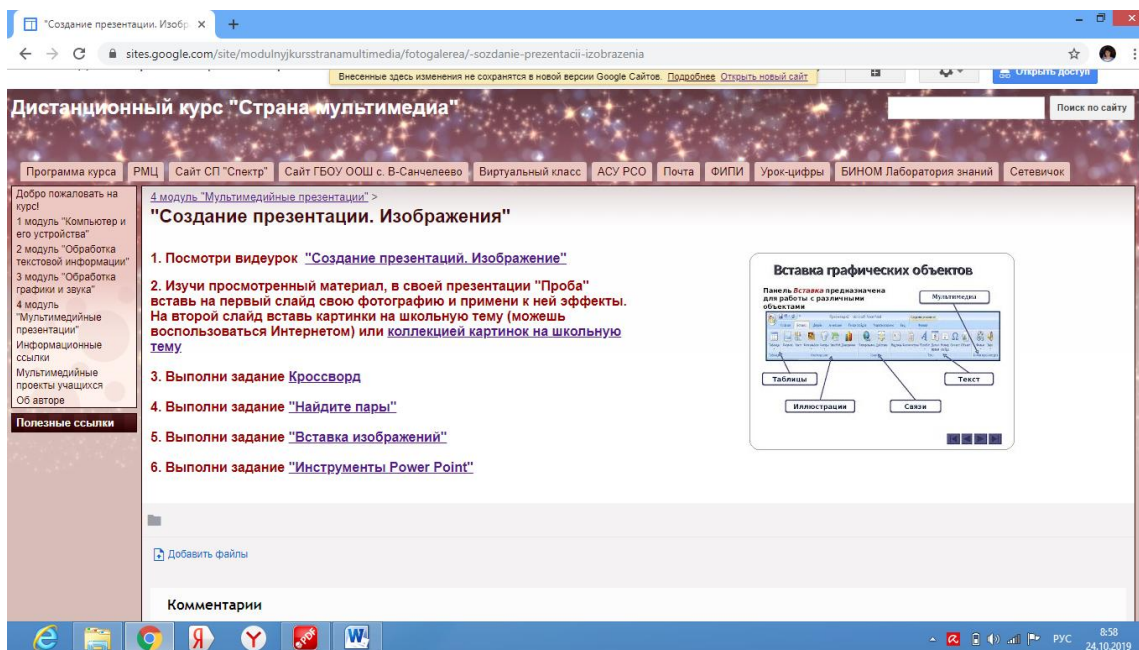 "Создание презентации. Изобр
sites.google.com/site/modulnyjkursstranamultimedia/fotogalerea/-sozdanie-prezentacii-izobrazenia
Внесенные здесь изменения не сохранятся в новой версии Google Сайтов. Подробнее Открыть новый сайт
Открыть доступ
Дистанционный курс "Страна мультимедиа"
Поиск по сайту
Программа курса РМЦ Сайт СП "Спектр" Сайт ГБОУ ООШ с. В-Санчелеево Виртуальный класс АСУ РСО Почта ФИПИ Урок-цифры БИНОМ Лаборатория знаний Сетевичок
Добро пожаловать на
курс!
1 модуль "Компьютер и
его устройства"
2 модуль "Обработка
текстовой информации"
3 модуль "Обработка
графики и звука"
4 модуль
"Мультимедийные
презентации"
Информационные
ссылки
Мультимедийные
проекты учащихся
Об авторе
Полезные ссылки
4 модуль "Мультимедийные презентации" >
"Создание презентации. Изображения"
1. Посмотри видеурок "Создание презентаций. Изображение"
2. Изучи просмотренный материал, в своей презентации "Проба"
вставь на первый слайд свою фотографию и примени к ней эффекты.
На второй слайд вставь картинки на школьную тему (можешь
воспользоваться Интернетом) или коллекцией картинок на школьную
тему
3. Выполни задание Кроссворд
4. Выполни задание "Найдите пары"
5. Выполни задание "Вставка изображений"
6. Выполни задание "Инструменты Power Point"
Вставка графических объектов
Панель Вставка предназначена
для работы с различными
объектами
Мультимедиа
Таблицы
Текст
Иллюстрации
Связи
Добавить файлы
Комментарии
РУС
8:58
24.10.2019